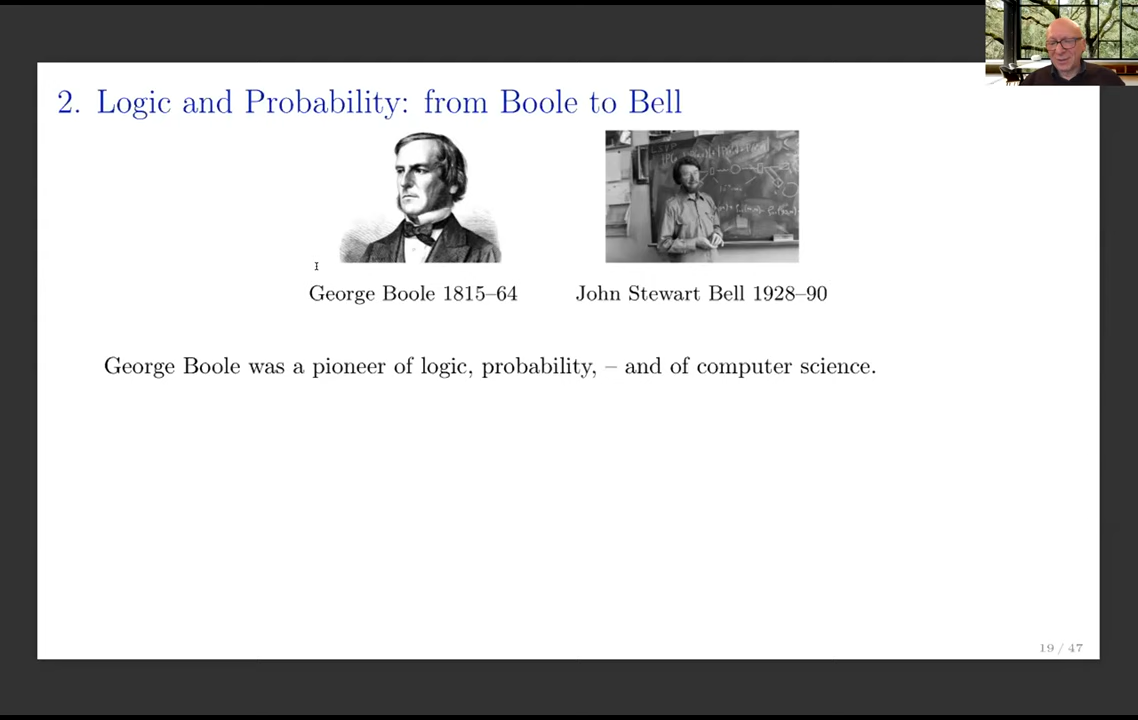 2. Logic and Probability: from Boole to Bell
George Boole 1815–64
John Stewart Bell 1928–90
George Boole was a pioneer of logic, probability, – and of computer science.
19 / 47